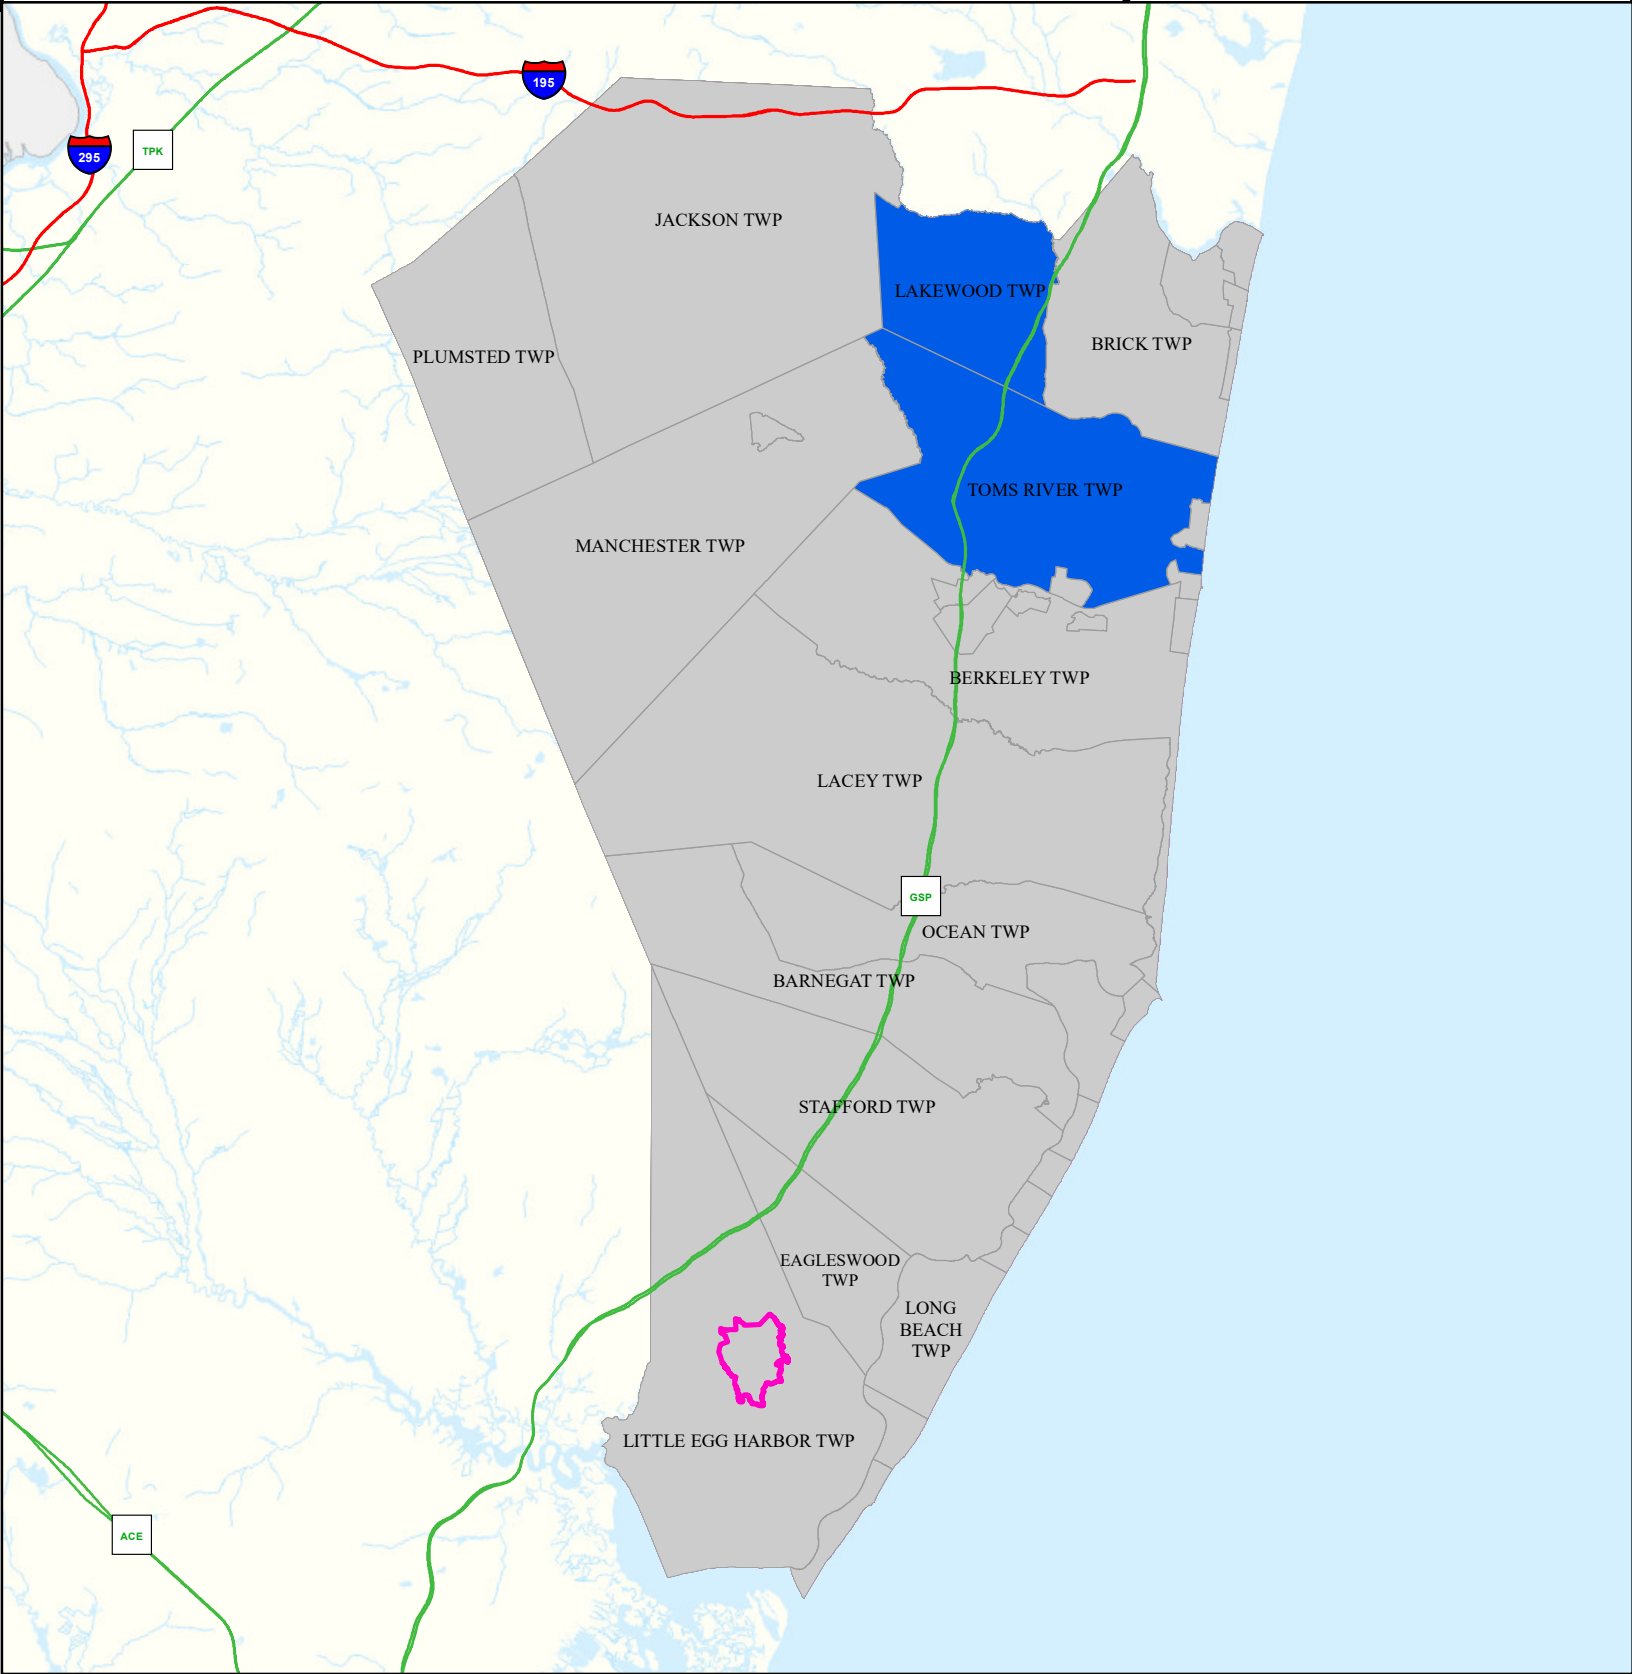 195
TPK
295
JACKSON TWP
LAKEWOOD TWP
BRICK TWP
PLUMSTED TWP
TOMS RIVER TWP
MANCHESTER TWP
BERKELEY TWP
LACEY TWP
GSP
OCEAN TWP
BARNEGAT TWP
STAFFORD TWP
EAGLESWOOD
TWP
LONG
BEACH
TWP
LITTLE EGG HARBOR TWP
ACE